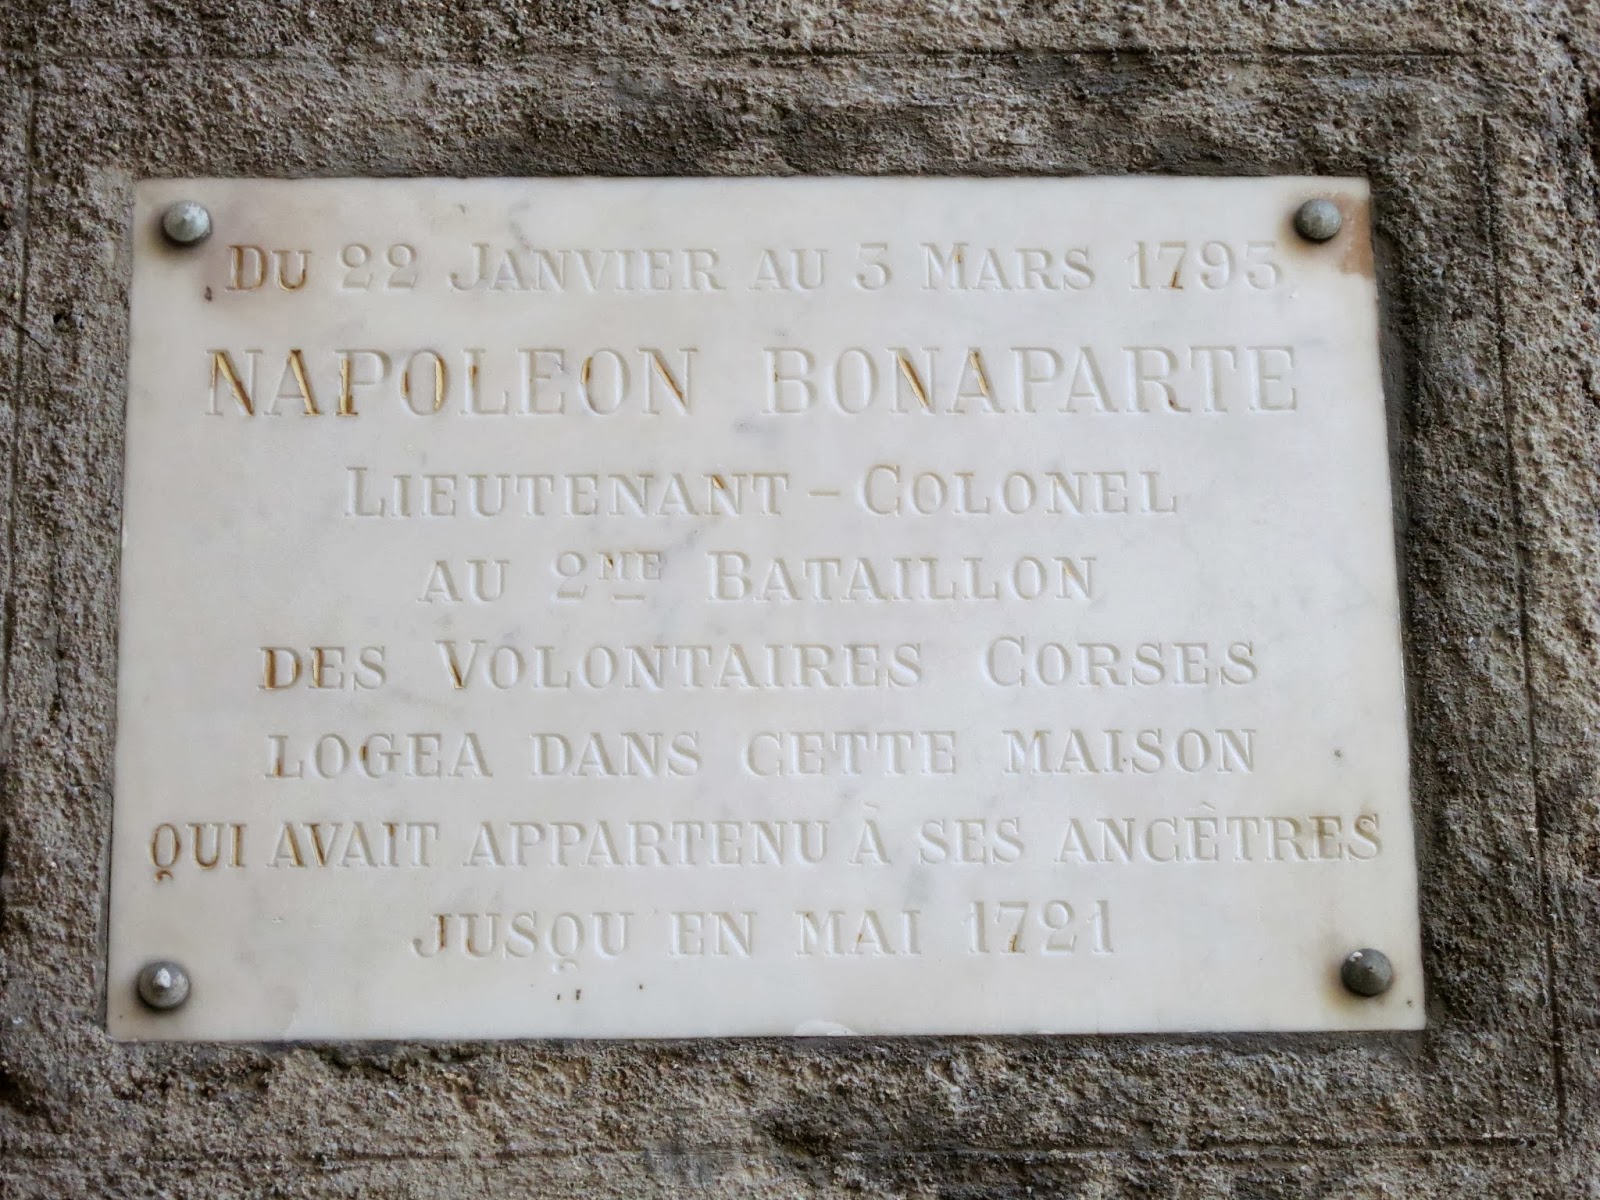 DU 22 JANVIER AU 3 MARS 1793
NAPOLEON BONAPARTE
LIEUTENANT-COLONEL
AU 2ME BATAILLON
DES VOLONTAIRES CORSES
LOGEA DANS CETTE MAISON
QUI AVAIT APPARTENU À SES ANCÊTRES
JUSQU'EN MAI 1721